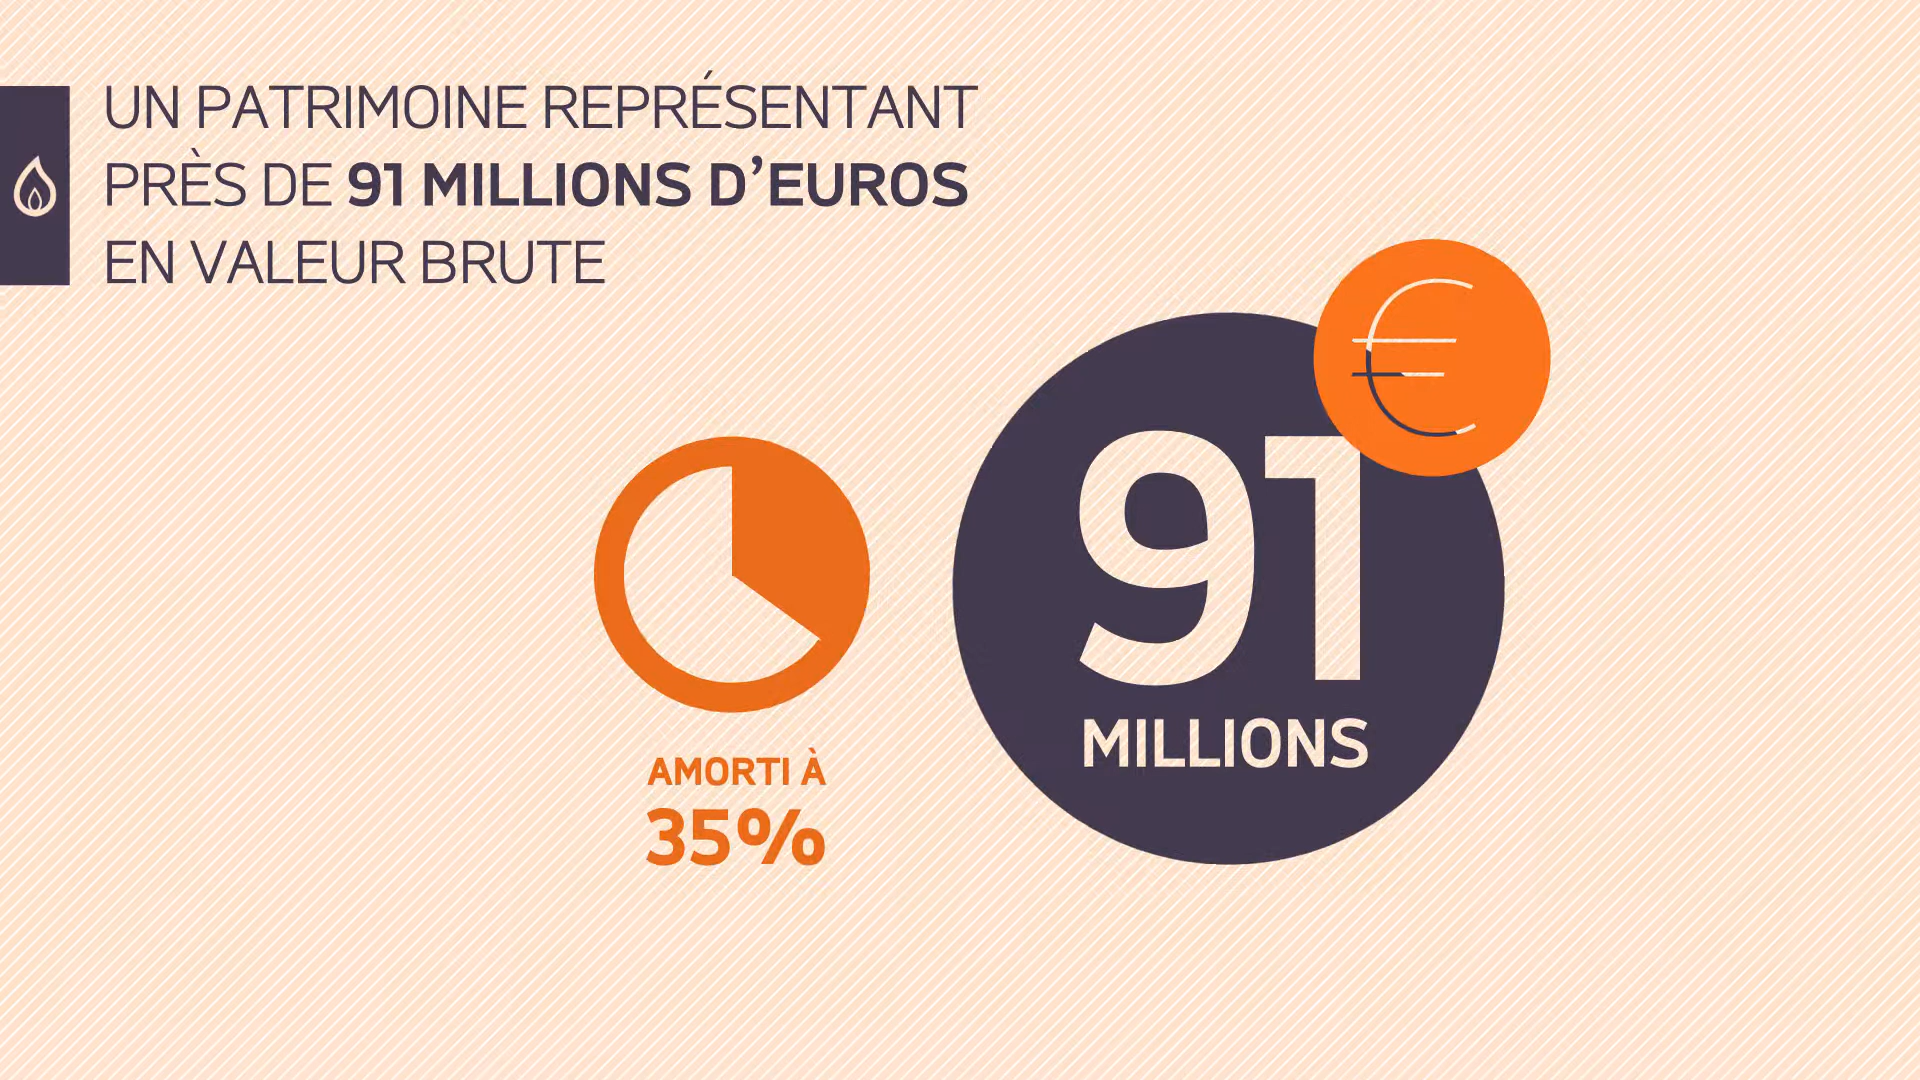 UN PATRIMOINE REPRÉSENTANT
PRÈS DE 91 MILLIONS D’EUROS
EN VALEUR BRUTE
€
91
MILLIONS
AMORTI À
35%